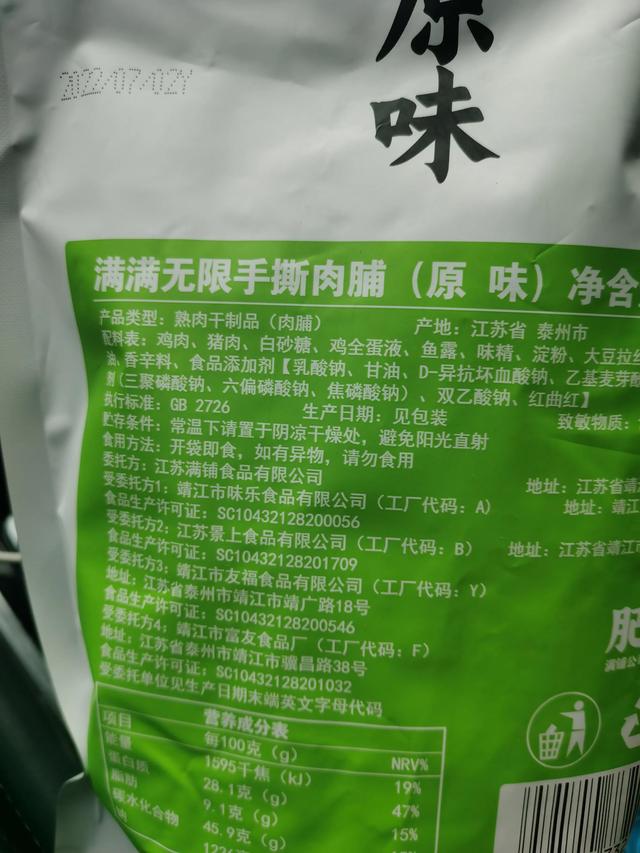 原味
2022/07/02Y
满满无限手撕肉脯（原 味）净含
产品类型：熟肉干制品（肉脯） 产地：江苏省 泰州市
配料表：鸡肉、猪肉、白砂糖、鸡全蛋液、鱼露、味精、淀粉、大豆拉丝
油、香辛料、食品添加剂【乳酸钠、甘油、D-异抗坏血酸钠、乙基麦芽酚
（三聚磷酸钠、六偏磷酸钠、焦磷酸钠）、双乙酸钠、红曲红】
执行标准：GB 2726 生产日期：见包装 致敏物质：
贮存条件：常温下请置于阴凉干燥处，避免阳光直射
食用方法：开袋即食，如有异物，请勿食用
委托方：江苏满铺食品有限公司 地址：江苏省靖
受委托方1：靖江市味乐食品有限公司（工厂代码：A） 地址：靖江
食品生产许可证：SC10432128200056
受委托方2：江苏景上食品有限公司（工厂代码：B） 地址：江苏省靖江
食品生产许可证：SC10432128201709
受委托方3：靖江市友福食品有限公司（工厂代码：Y）
地址：江苏省泰州市靖江市靖广路18号
食品生产许可证：SC10432128200546
受委托方4：靖江市富友食品厂（工厂代码：F）
地址：江苏省泰州市靖江市骥昌路38号
食品生产许可证：SC10432128201032
受委托单位见生产日期末端英文字母代码
肥
满铺公
营养成分表
项目 每100克（g） NRV%
能量 1595千焦（kJ） 19%
蛋白质 28.1克（g） 47%
脂肪 9.1克（g） 15%
碳水化合物 45.9克（g）